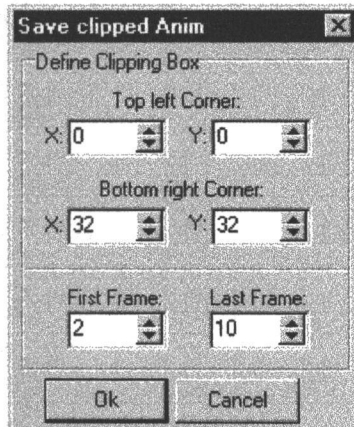 Save clipped Anim
Define Clipping Box
Top left Corner:
X: 0 Y: 0
Bottom right Corner:
X: 32 Y: 32
First Frame: Last Frame:
2 10
Ok Cancel